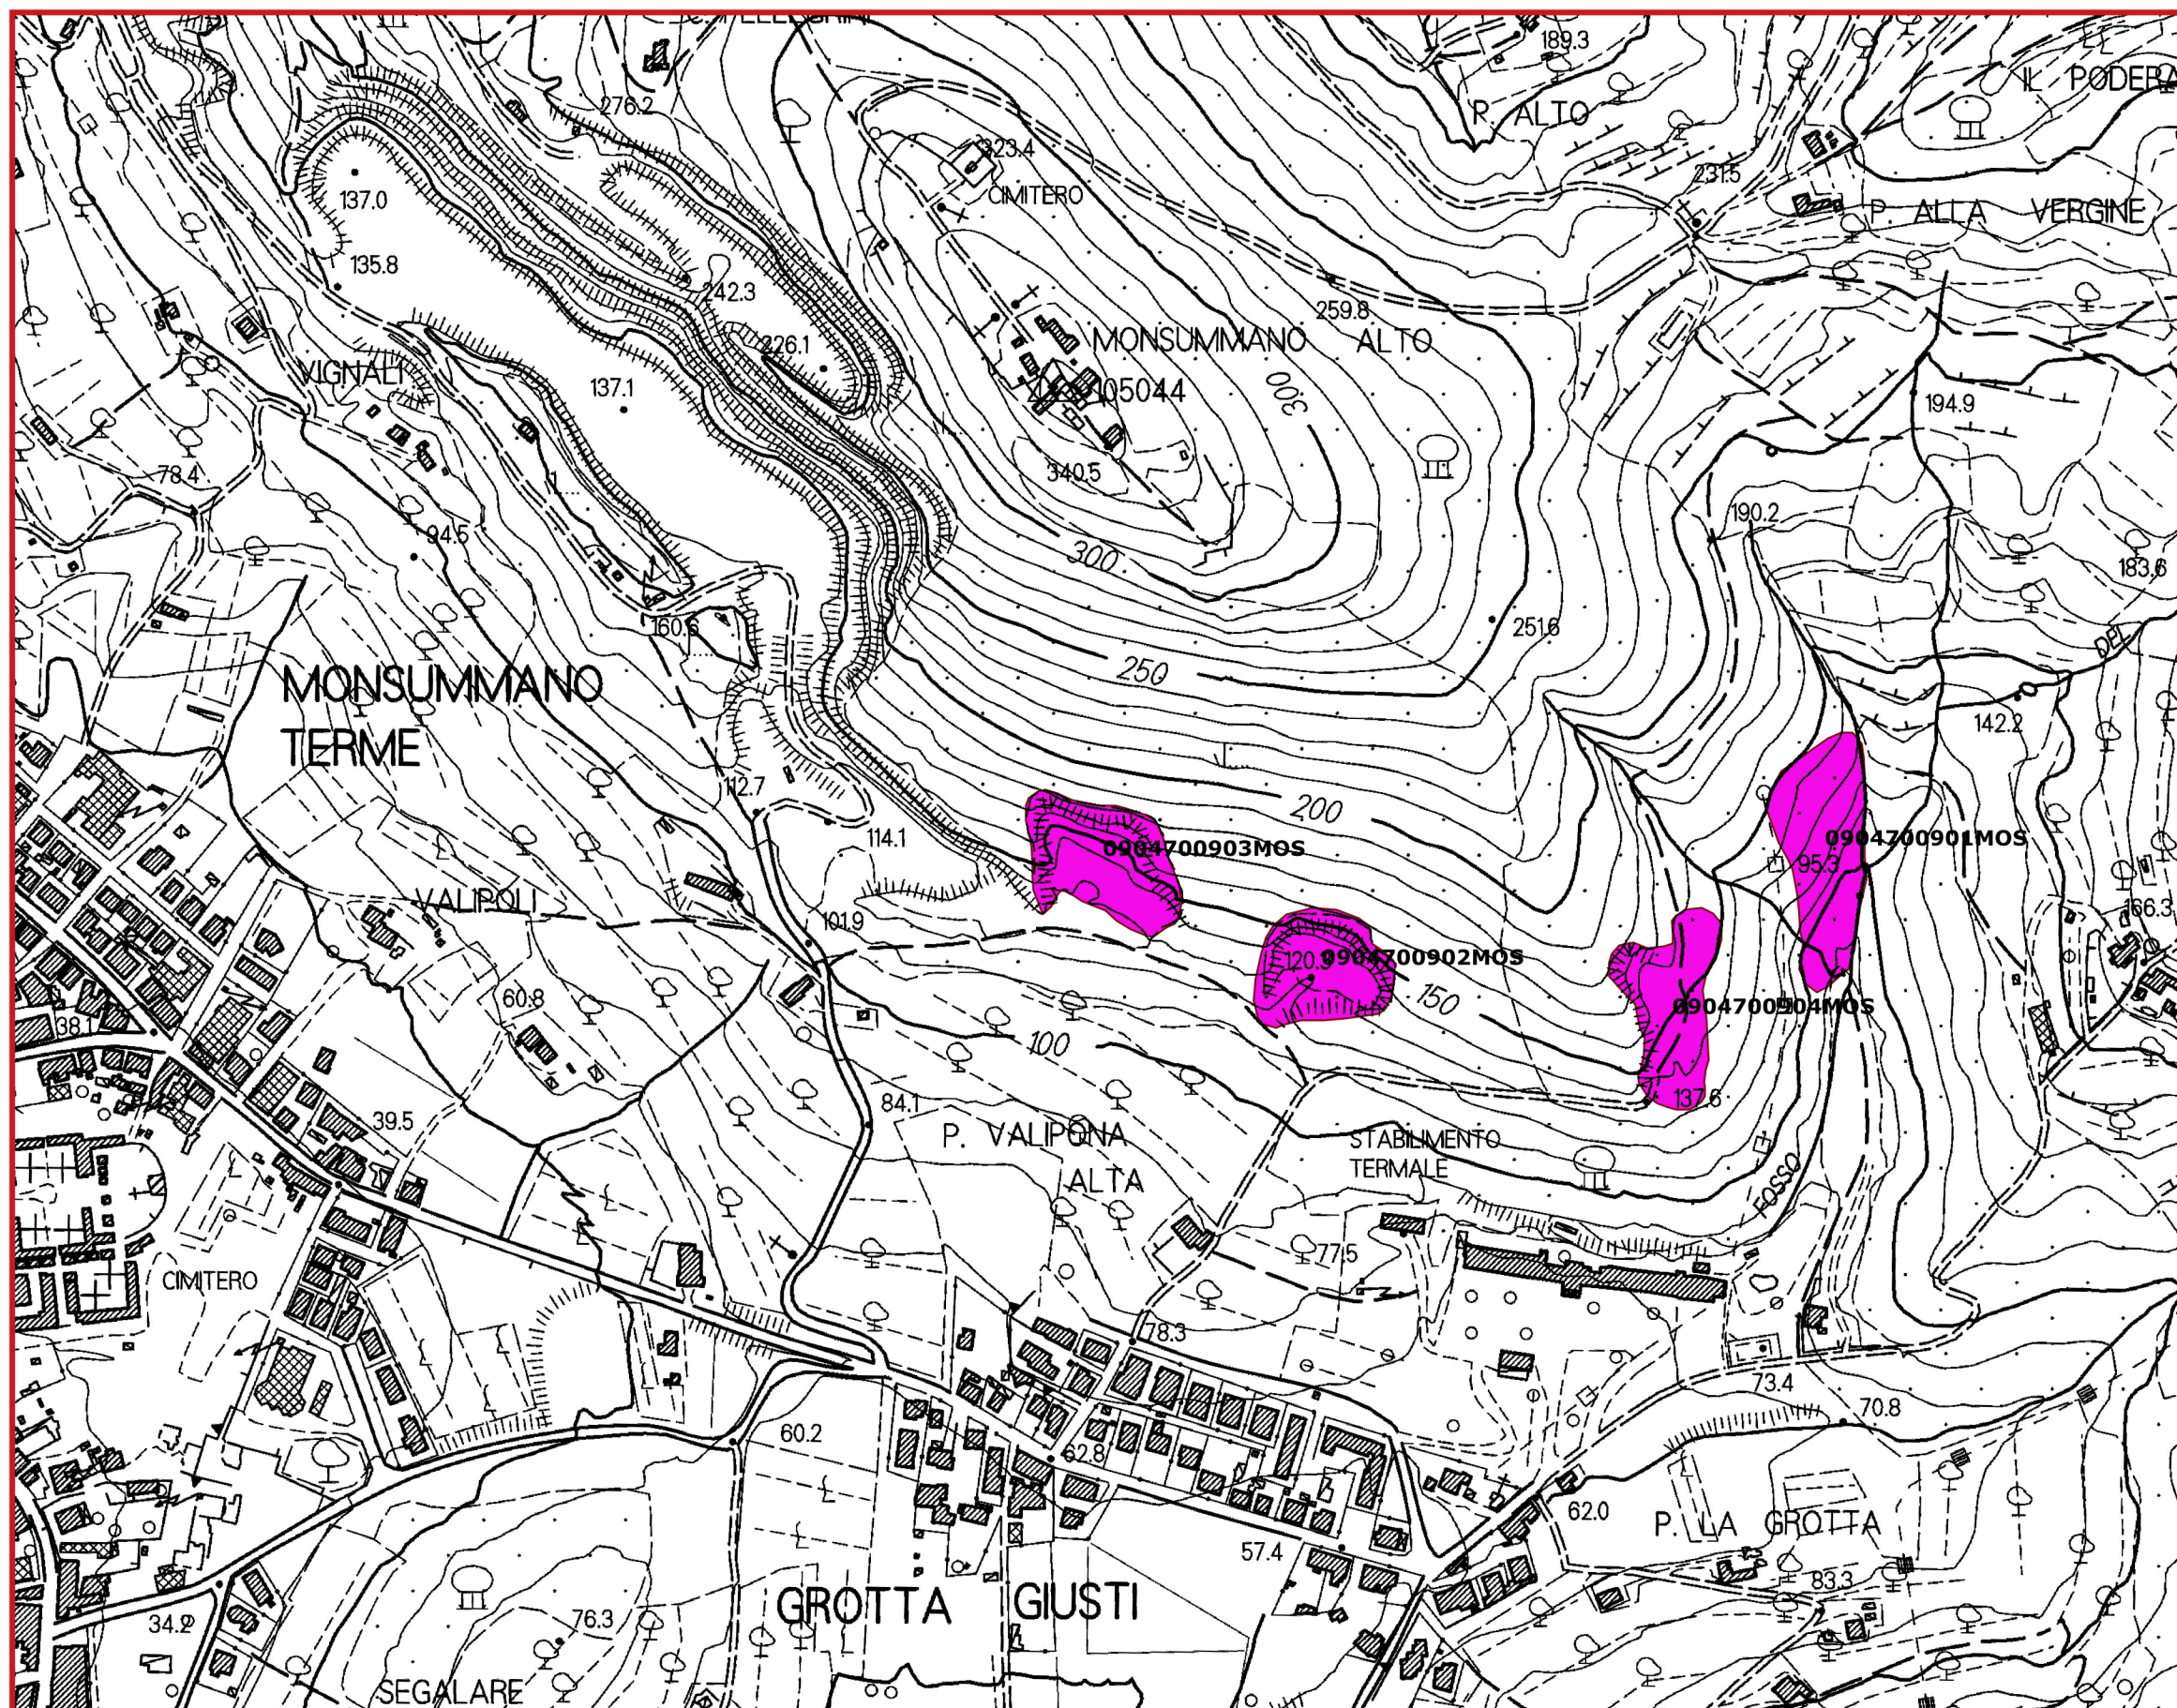 189.3
IL PODERA
276.2
P. ALTO
323.4
CIMITERO
231.5
137.0
P. ALLA VERGINE
135.8
242.3
259.8
226.1
MONSUMMANO ALTO
VIGNALI
137.1
300
194.9
340.5
78.4
190.2
94.5
300
183.6
160.6
251.6
DEL
250
MONSUMMANO
TERME
142.2
112.7
200
114.1
0904700903MOS
0904700901MOS
95.3
VALIPOLI
101.9
166.3
0904700902MOS
150
60.8
0904700904MOS
38.1
100
137.6
84.1
39.5
P. VALIPONA
ALTA
STABILIMENTO
TERMALE
FOSSO
77.5
CIMITERO
78.3
73.4
70.8
60.2
62.8
62.0
P. LA GROTTA
57.4
83.3
GROTTA GIUSTI
34.2
76.3
SEGALARE